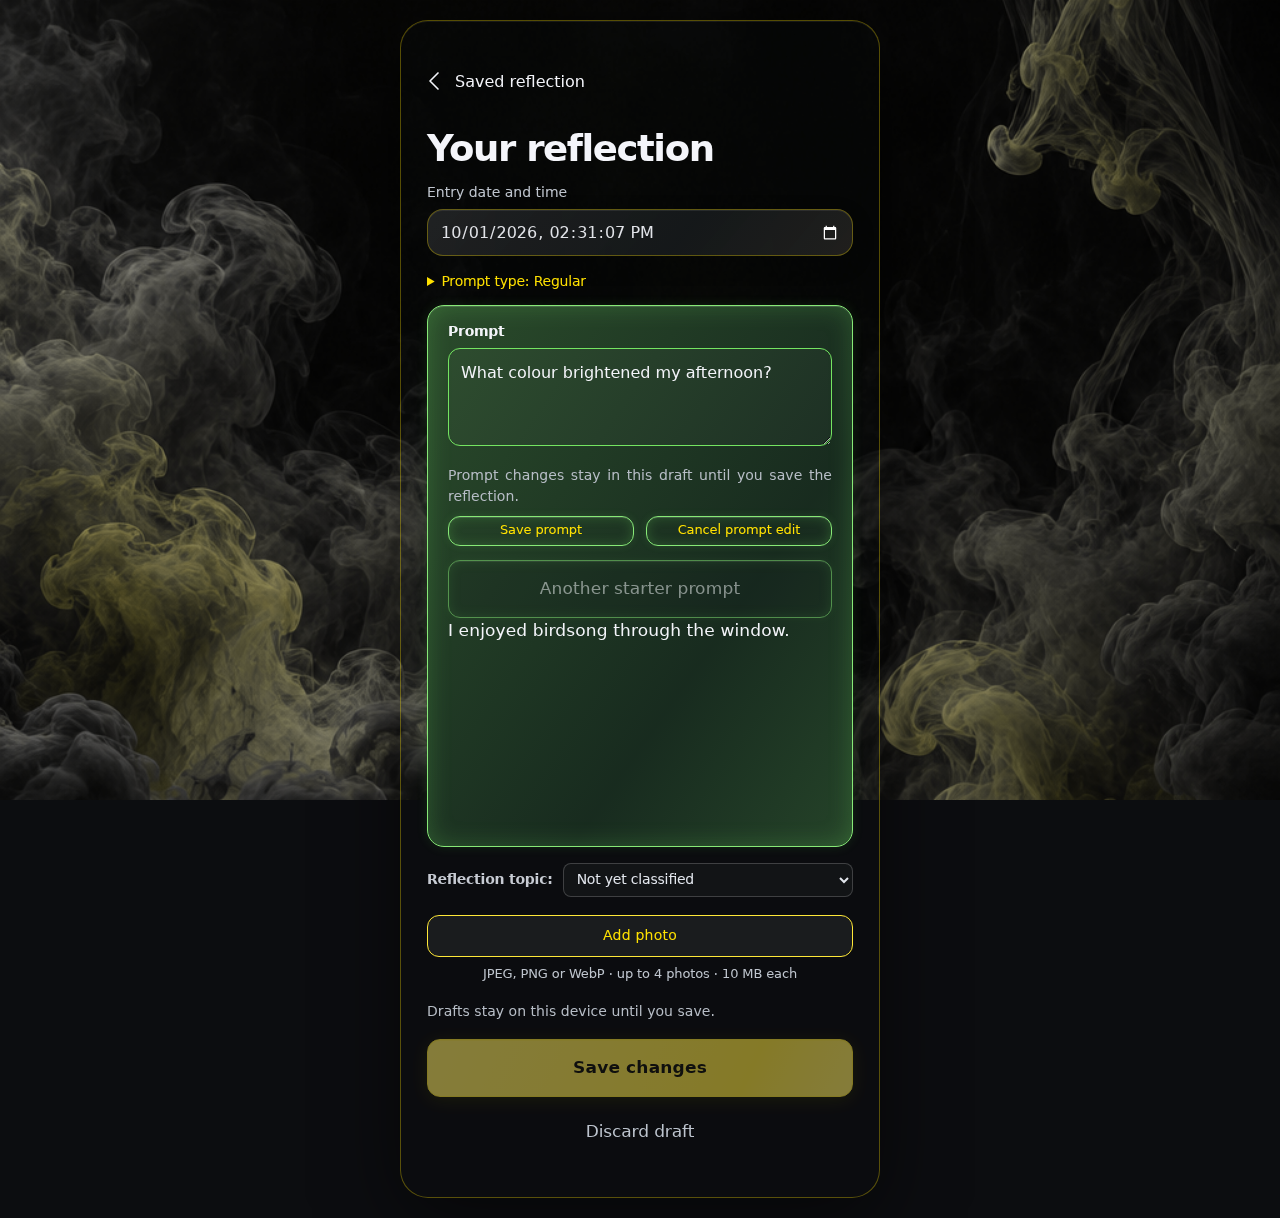 Saved reflection
Your reflection
Entry date and time
10/01/2026, 02:31:07 PM
Prompt type: Regular
Prompt
What colour brightened my afternoon?
Prompt changes stay in this draft until you save the
reflection.
Save prompt
Cancel prompt edit
Another starter prompt
I enjoyed birdsong through the window.
Reflection topic:
Not yet classified
Add photo
JPEG, PNG or WebP · up to 4 photos · 10 MB each
Drafts stay on this device until you save.
Save changes
Discard draft